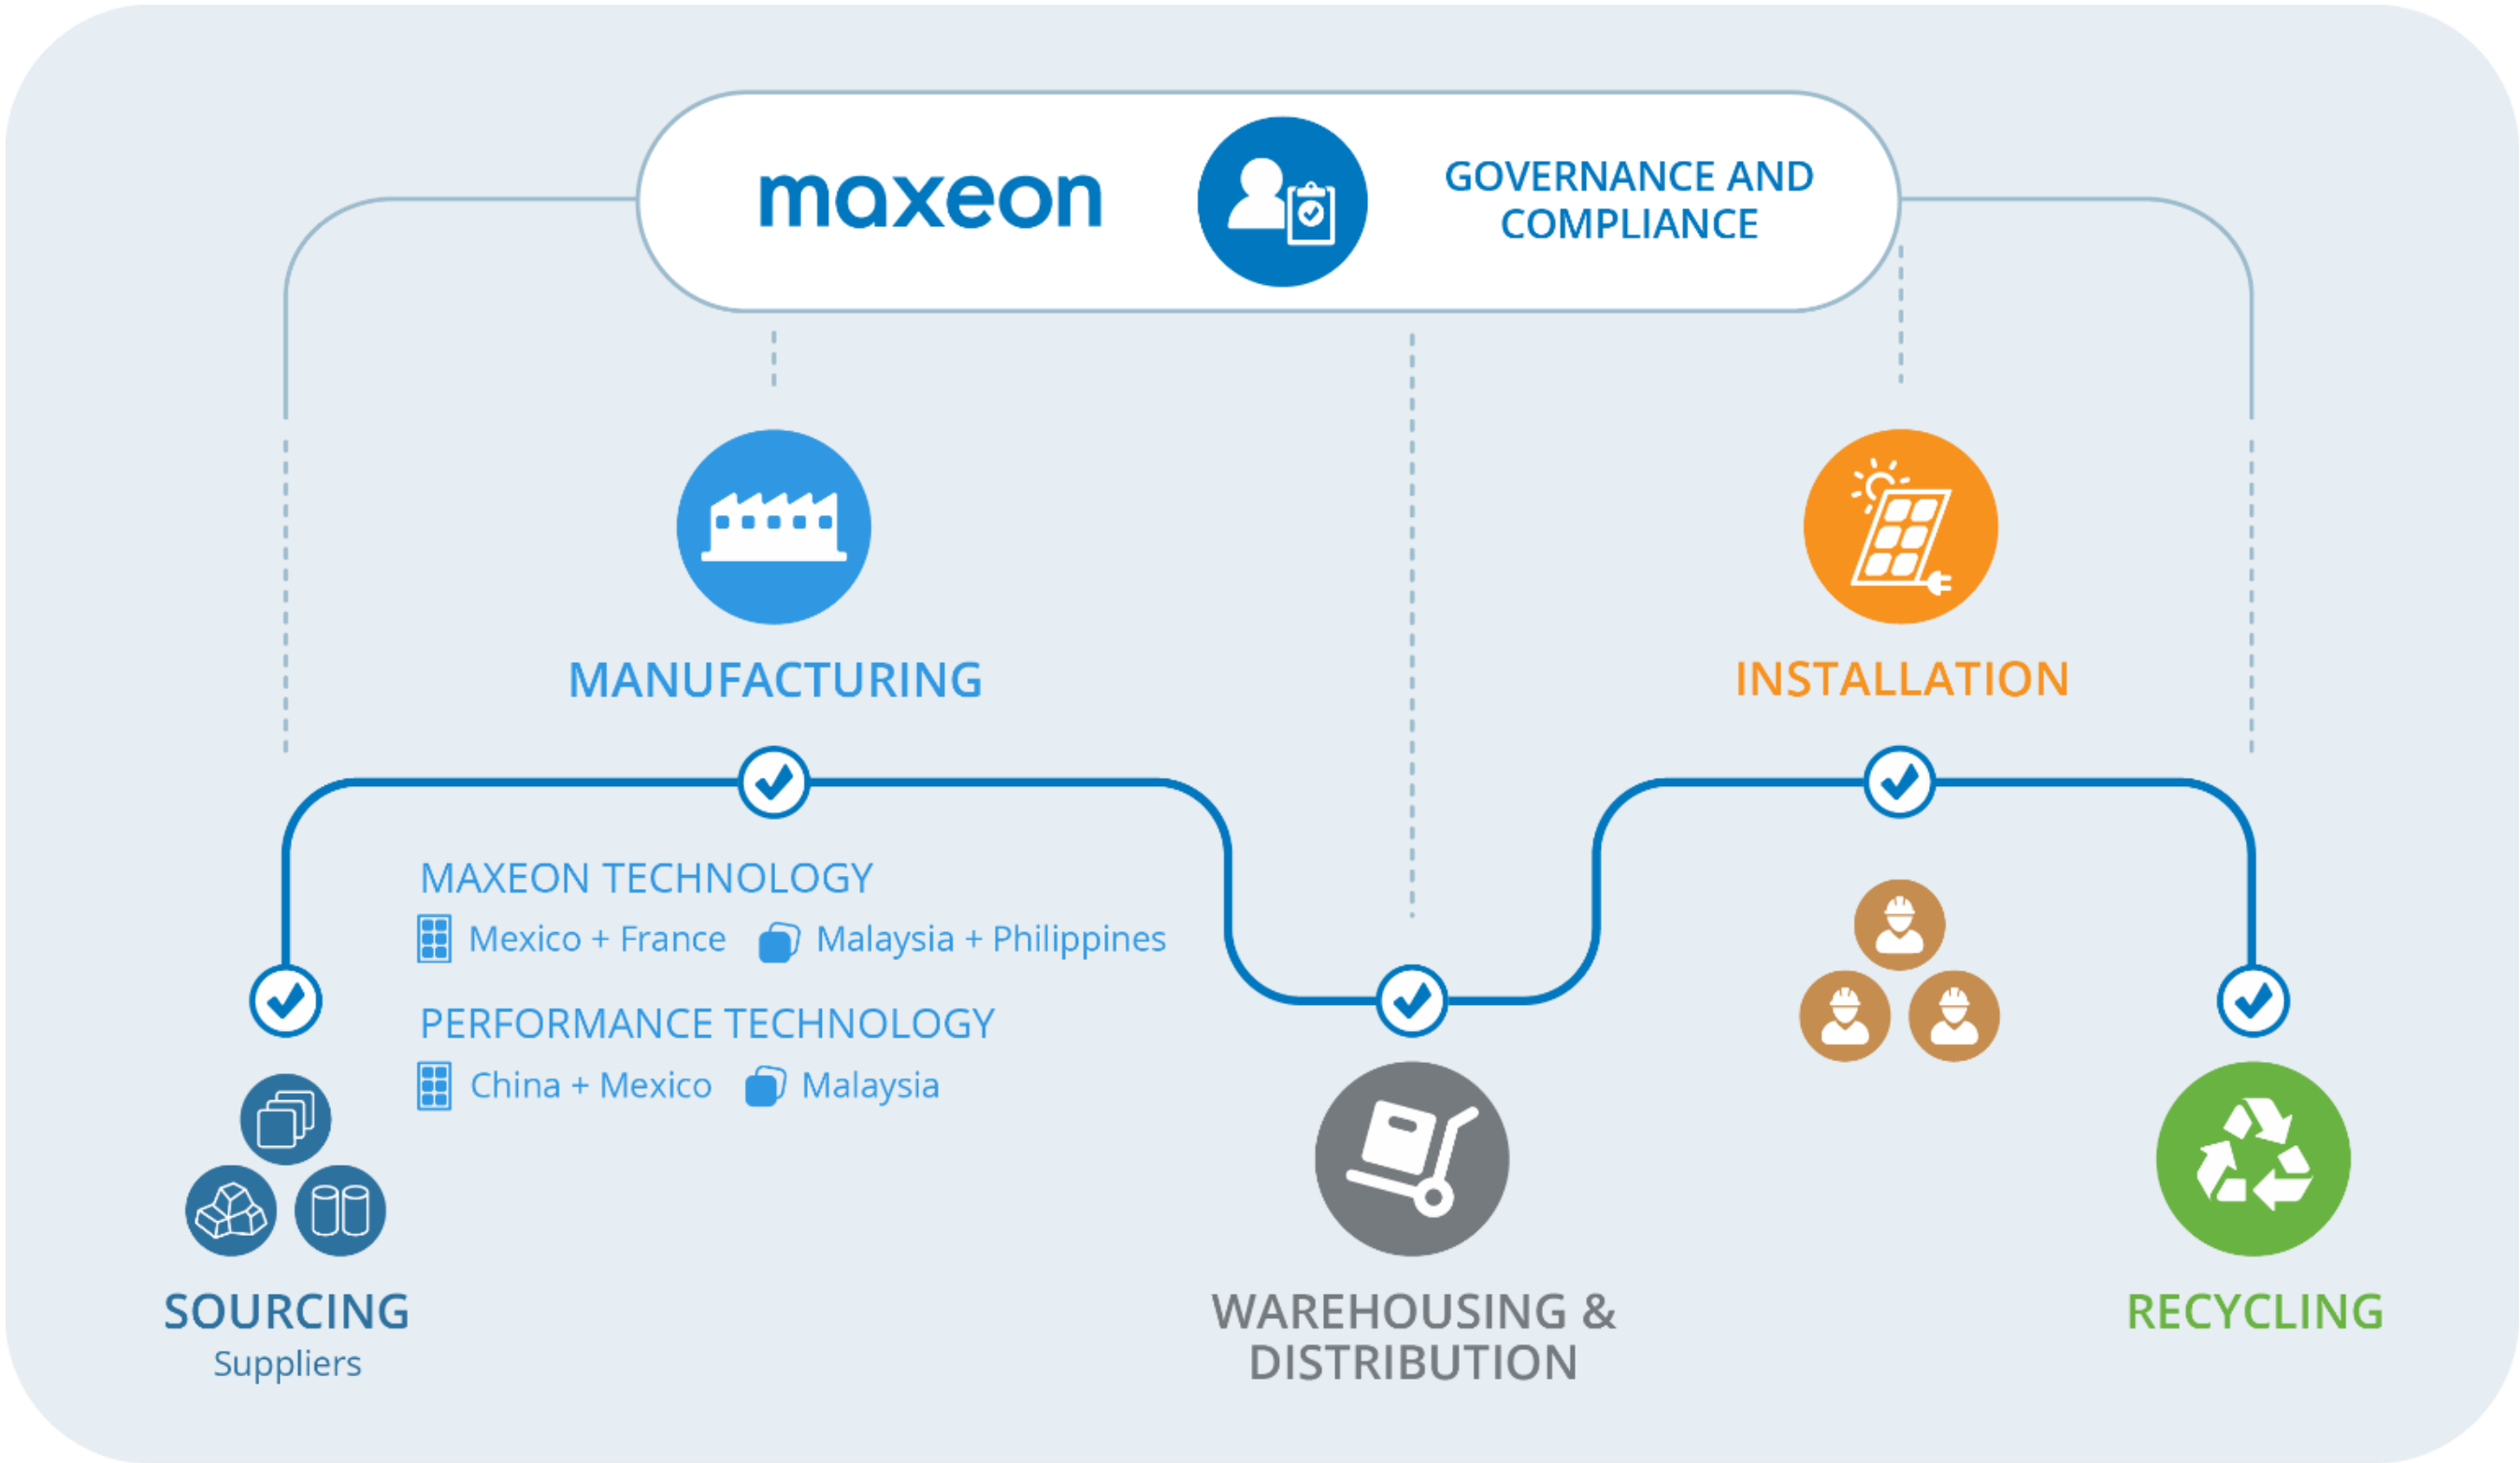 maxeon
GOVERNANCE AND
COMPLIANCE
MANUFACTURING
INSTALLATION
MAXEON TECHNOLOGY
Mexico + France Malaysia + Philippines
PERFORMANCE TECHNOLOGY
China + Mexico Malaysia
SOURCING
Suppliers
WAREHOUSING &
DISTRIBUTION
RECYCLING